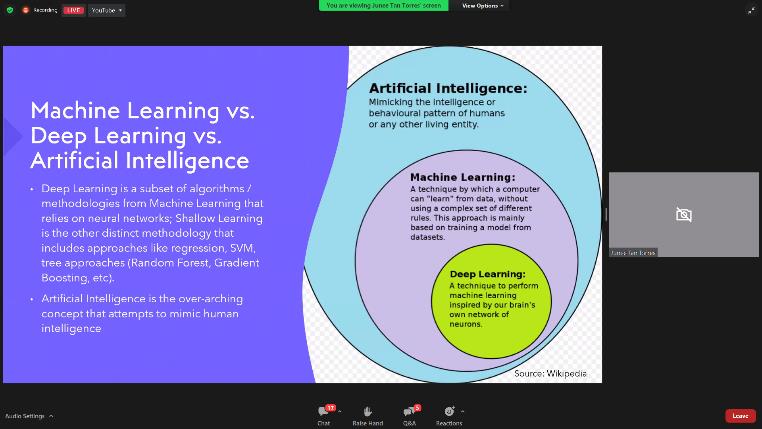 Recording
LIVE
YouTube
You are viewing Junee Tan Torres' screen
View Options
Machine Learning vs.
Deep Learning vs.
Artificial Intelligence
• Deep Learning is a subset of algorithms /
methodologies from Machine Learning that
relies on neural networks; Shallow Learning
is the other distinct methodology that
includes approaches like regression, SVM,
tree approaches (Random Forest, Gradient
Boosting, etc).
• Artificial Intelligence is the over-arching
concept that attempts to mimic human
intelligence
Artificial Intelligence:
Mimicking the intelligence or
behavioural pattern of humans
or any other living entity.
Machine Learning:
A technique by which a computer
can "learn" from data, without
using a complex set of different
rules. This approach is mainly
based on training a model from
datasets.
Deep Learning:
A technique to perform
machine learning
inspired by our brain's
own network of
neurons.
Source: Wikipedia
Junee Tan Torres
Audio Settings
17
Chat
Raise Hand
5
Q&A
Reactions
Leave